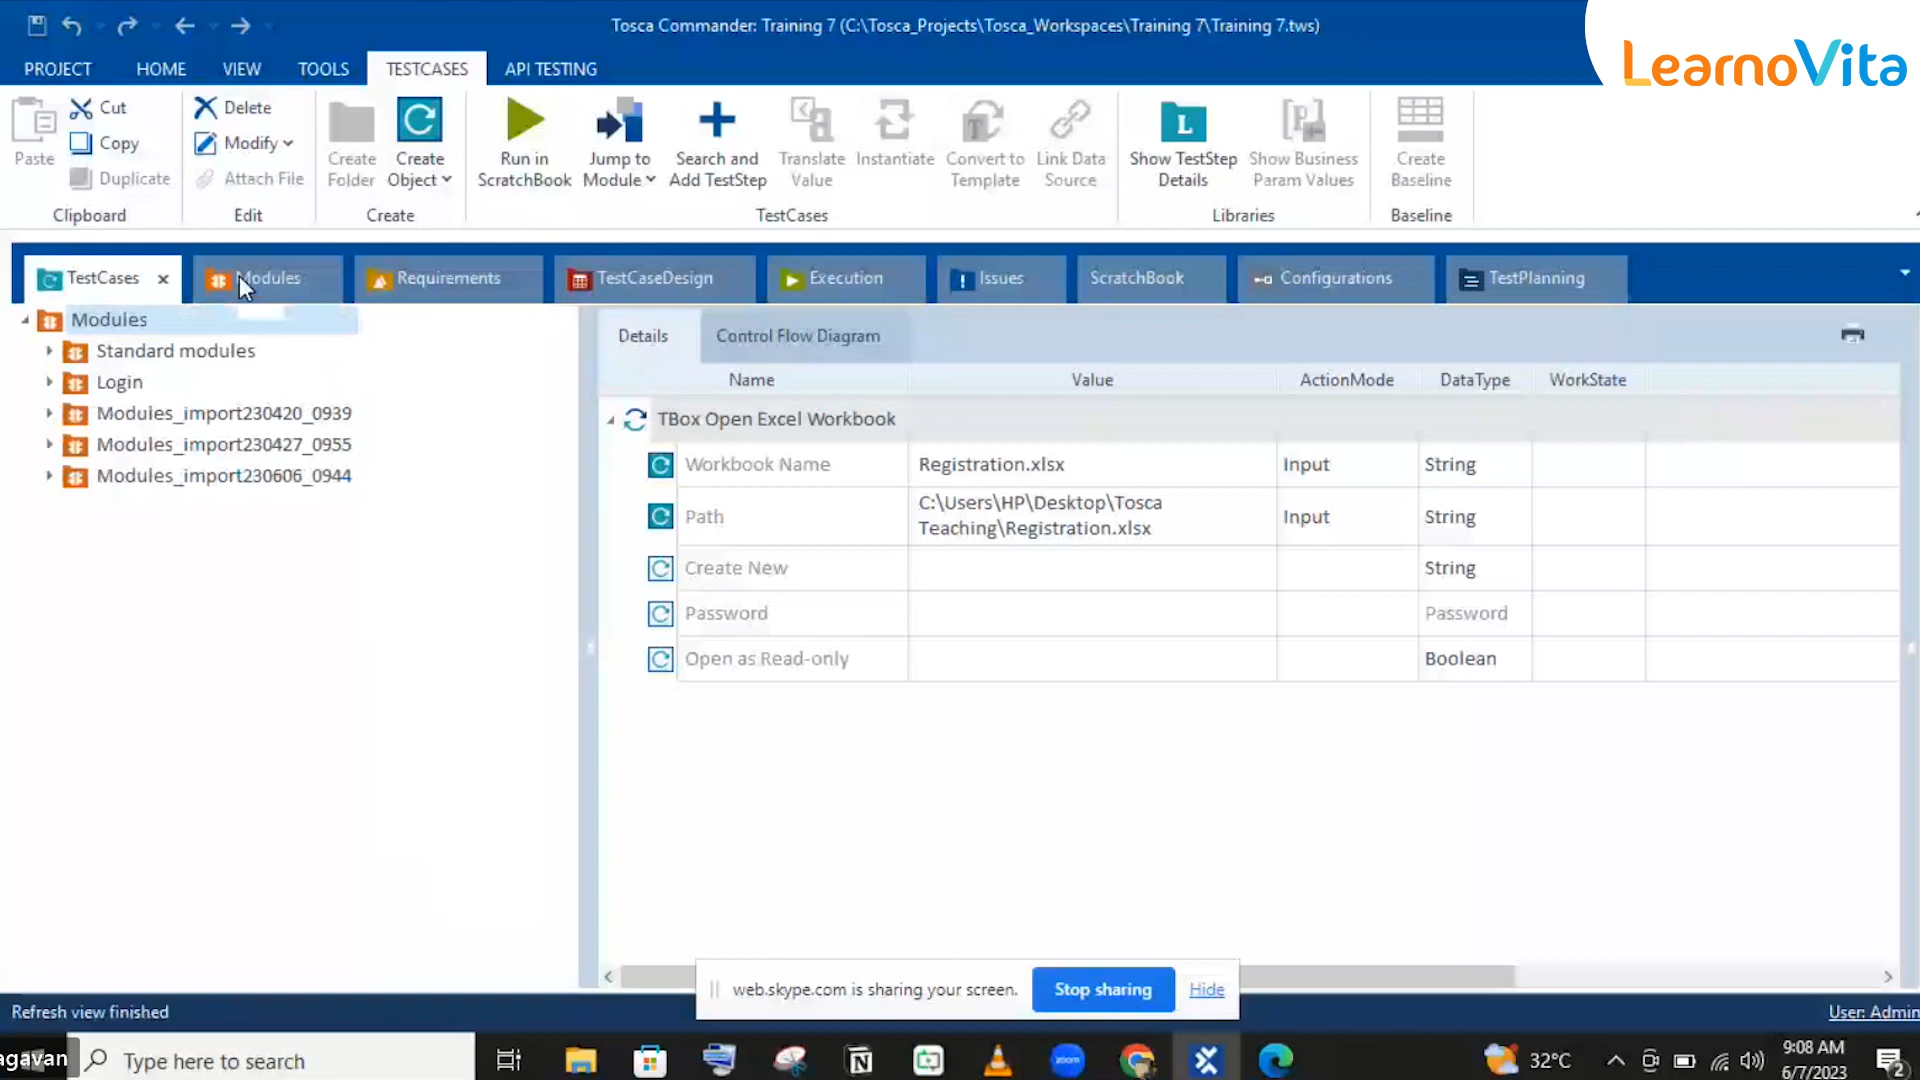 Tosca Commander: Training 7 (C:\Tosca_Projects\Tosca_Workspaces\Training 7\Training 7.tws)
LearnoVita
PROJECT HOME VIEW TOOLS TESTCASES API TESTING
Paste
Cut
Copy
Duplicate
Clipboard
Delete
Modify
Attach File
Edit
Create Folder
Create Object
Create
Run in ScratchBook
Jump to Module
Search and Add TestStep
Translate Value
Instantiate
Convert to Template
Link Data Source
TestCases
Show TestStep Details
Show Business Param Values
Libraries
Create Baseline
Baseline
TestCases Modules Requirements TestCaseDesign Execution Issues ScratchBook Configurations TestPlanning
Modules
Standard modules
Login
Modules_import230420_0939
Modules_import230427_0955
Modules_import230606_0944
Details Control Flow Diagram
Name Value ActionMode DataType WorkState
TBox Open Excel Workbook
Workbook Name Registration.xlsx Input String
Path C:\Users\HP\Desktop\Tosca Teaching\Registration.xlsx Input String
Create New String
Password Password
Open as Read-only Boolean
web.skype.com is sharing your screen. Stop sharing Hide
Refresh view finished
User: Admin
agavan
Type here to search
zoom
32°C
9:08 AM
6/7/2023
2